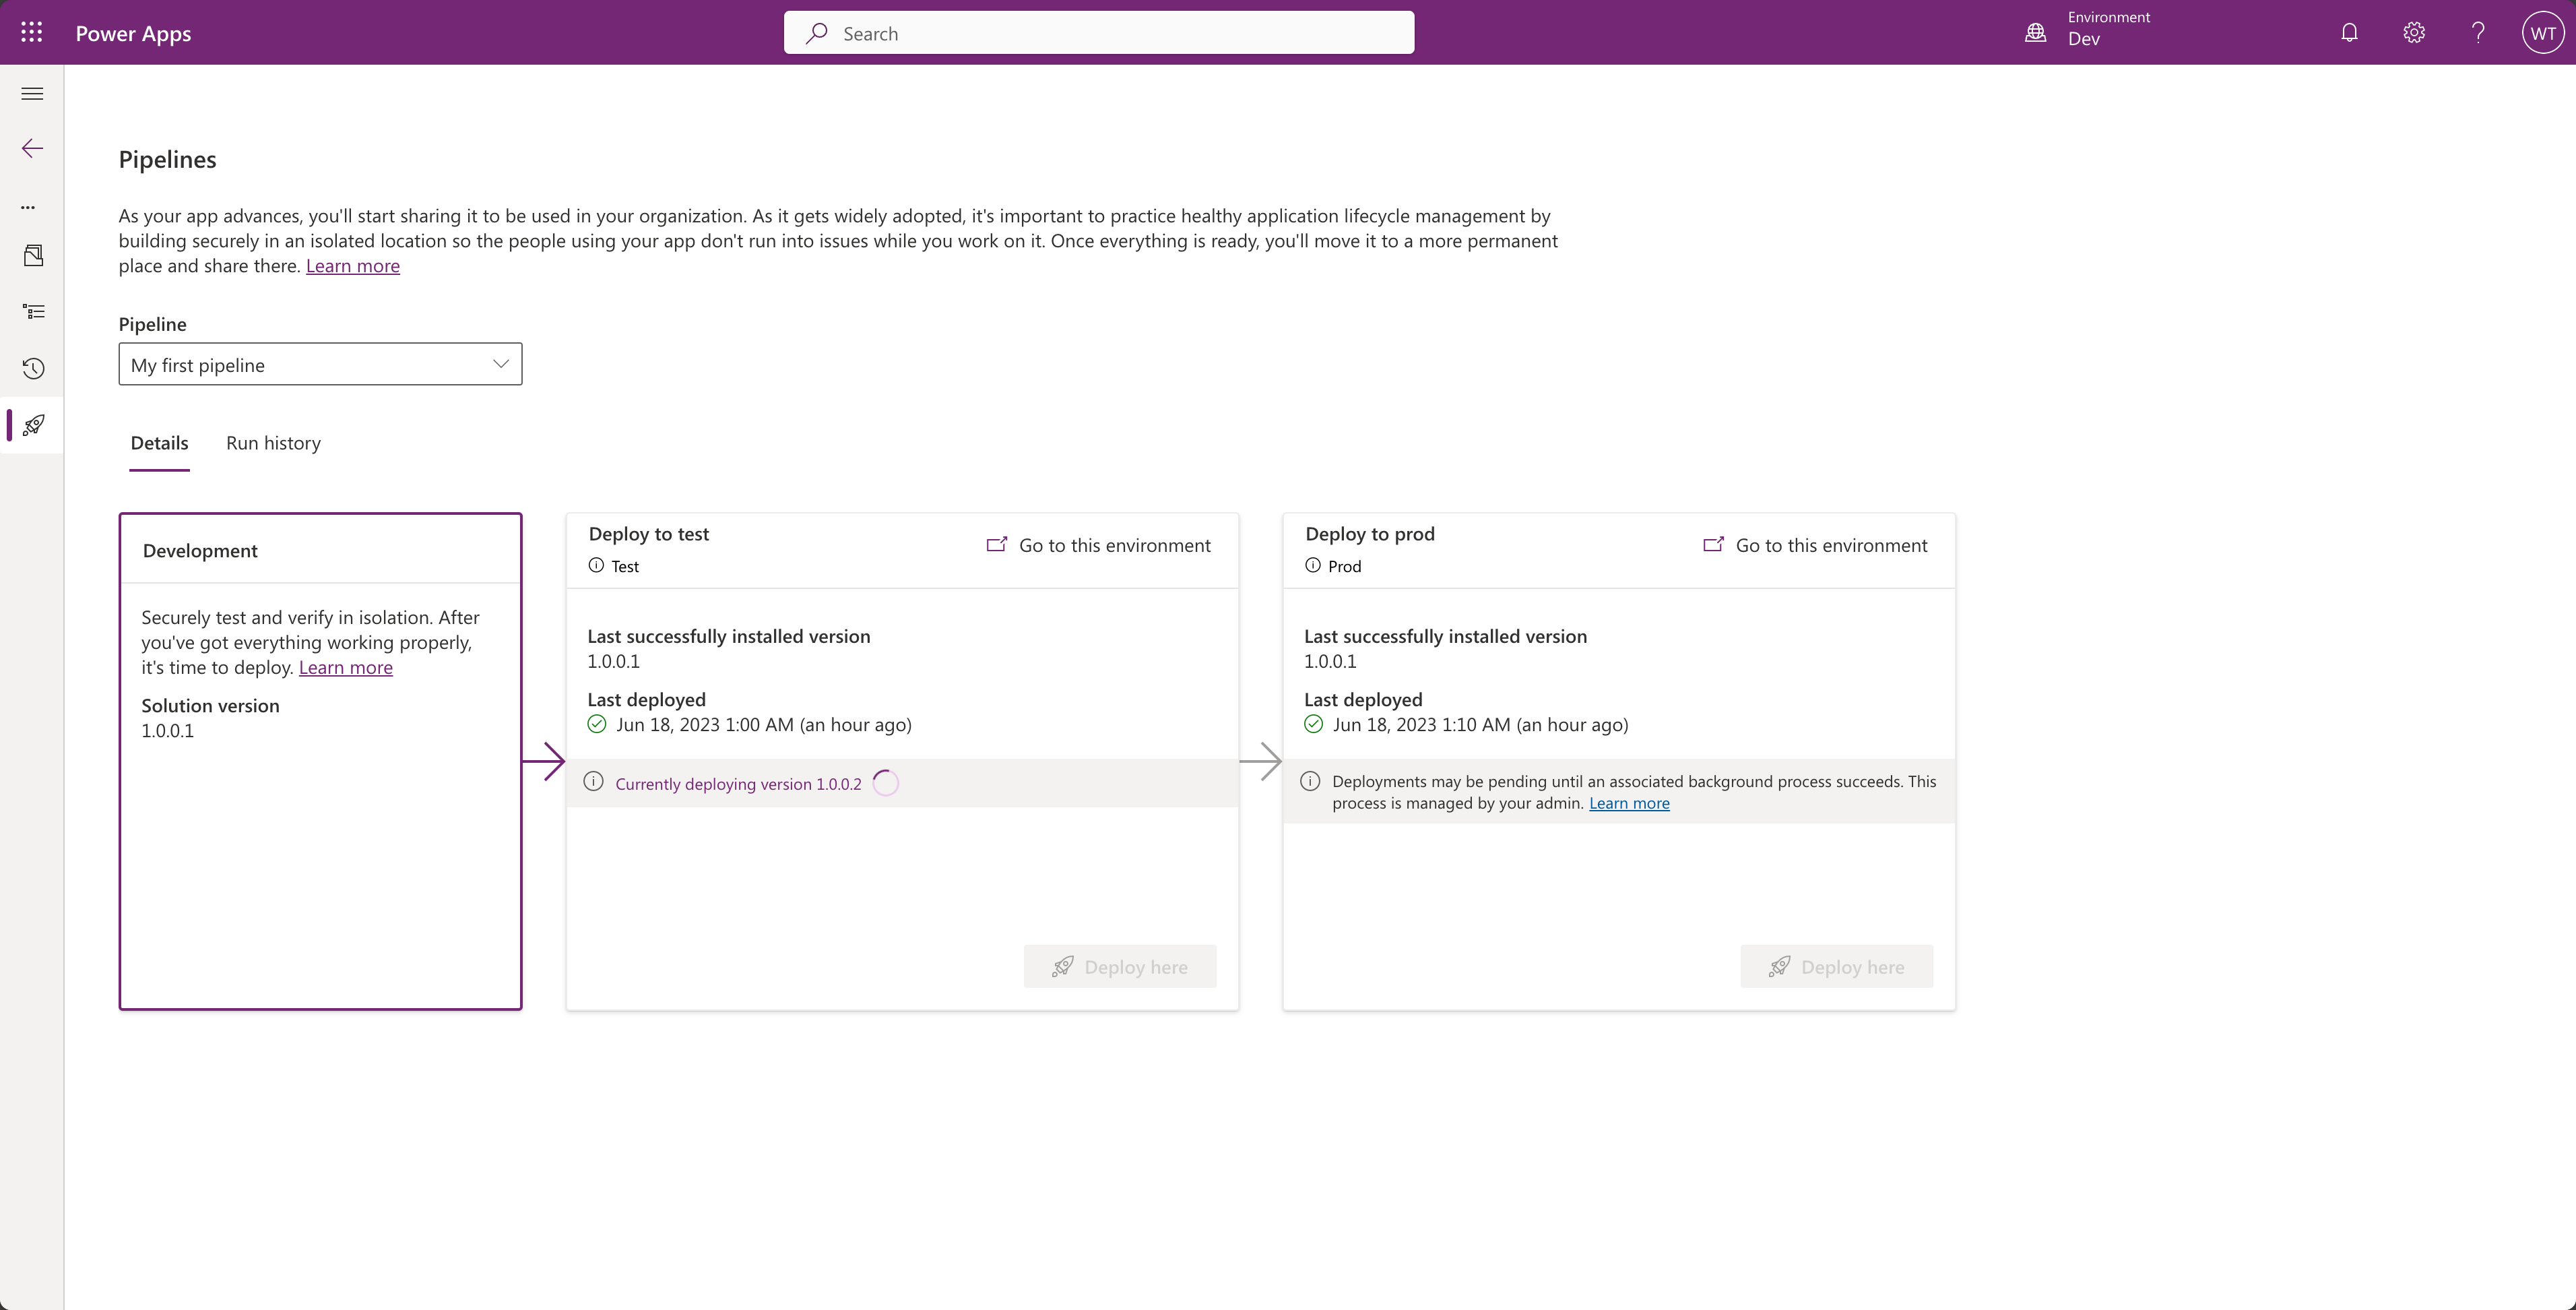 Power Apps
Search
Environment
Dev
WT
Pipelines
As your app advances, you'll start sharing it to be used in your organization. As it gets widely adopted, it's important to practice healthy application lifecycle management by
building securely in an isolated location so the people using your app don't run into issues while you work on it. Once everything is ready, you'll move it to a more permanent
place and share there. Learn more
Pipeline
My first pipeline
Details
Run history
Development
Securely test and verify in isolation. After
you've got everything working properly,
it's time to deploy. Learn more
Solution version
1.0.0.1
Deploy to test
Test
Go to this environment
Last successfully installed version
1.0.0.1
Last deployed
Jun 18, 2023 1:00 AM (an hour ago)
Currently deploying version 1.0.0.2
Deploy here
Deploy to prod
Prod
Go to this environment
Last successfully installed version
1.0.0.1
Last deployed
Jun 18, 2023 1:10 AM (an hour ago)
Deployments may be pending until an associated background process succeeds. This
process is managed by your admin. Learn more
Deploy here